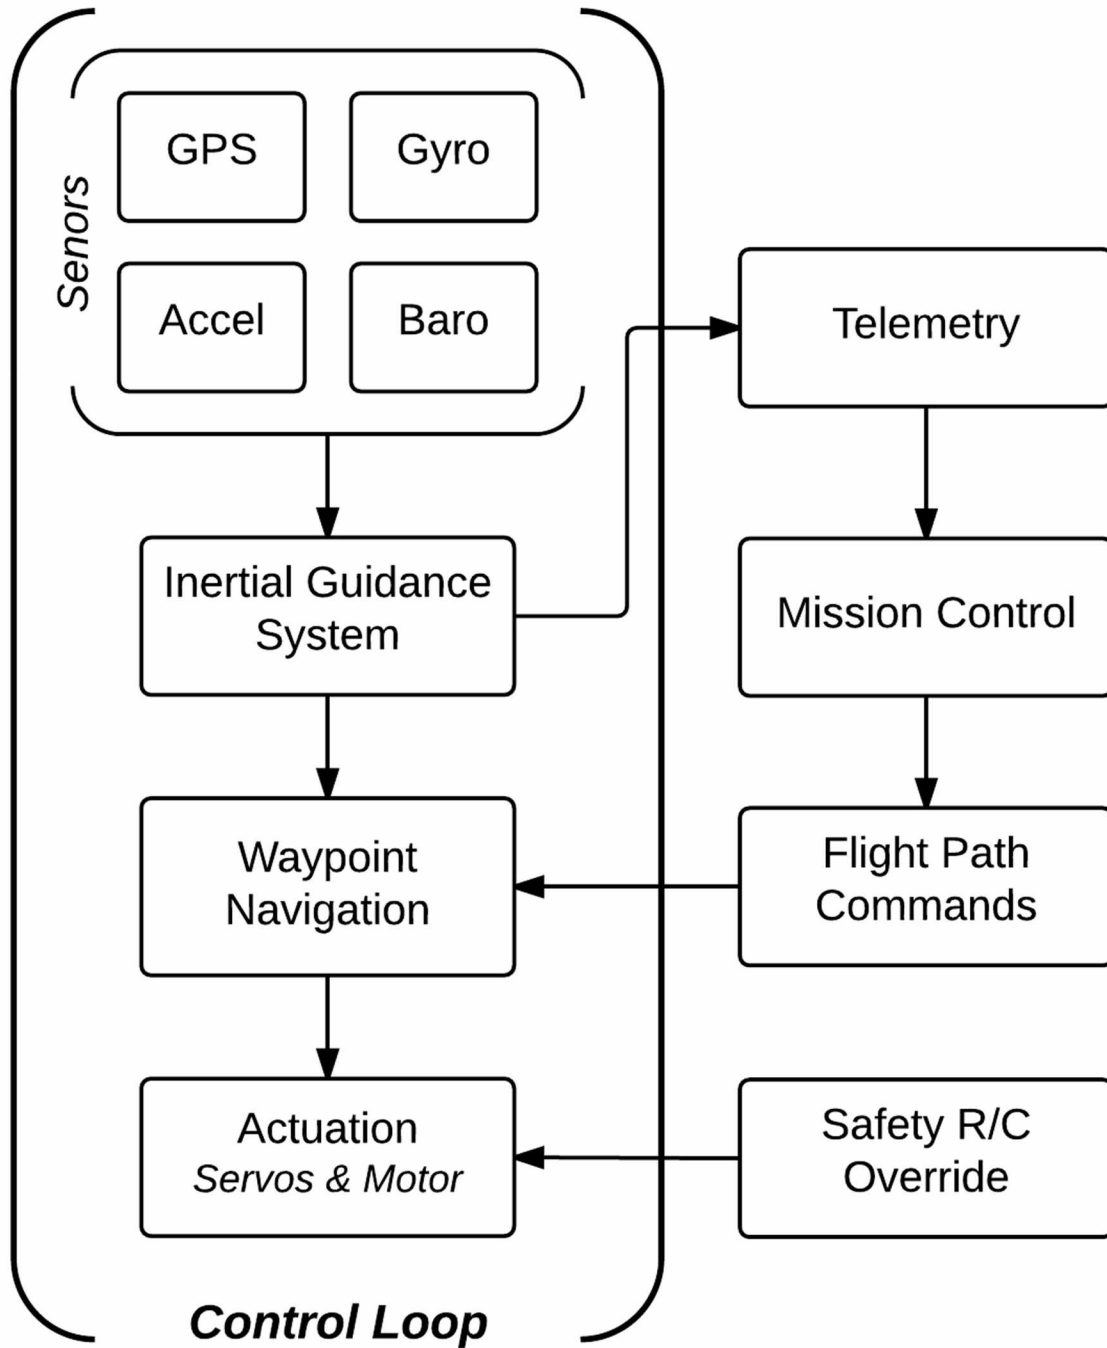 GPS
Gyro
Senors
Accel
Baro
Telemetry
Inertial Guidance
System
Mission Control
Waypoint
Navigation
Flight Path
Commands
Actuation
Servos & Motor
Safety R/C
Override
Control Loop